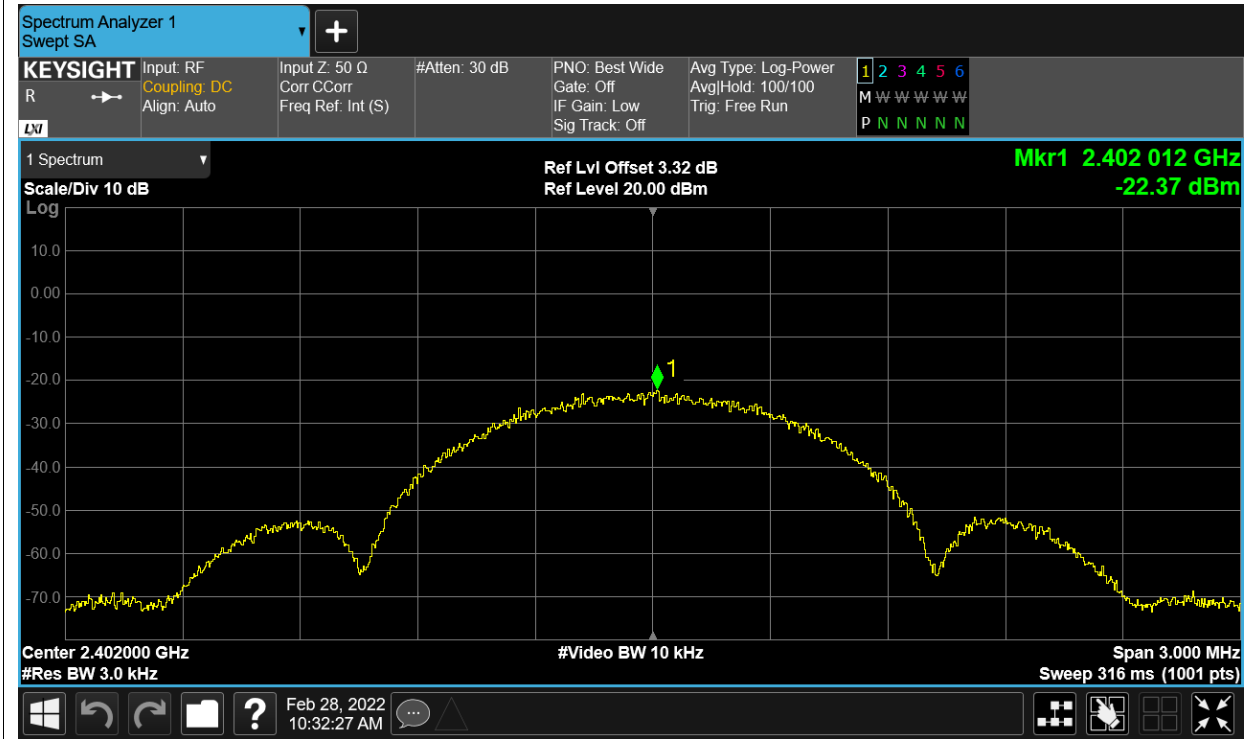 Spectrum Analyzer 1
Swept SA
KEYSIGHT
R
LXI
Input: RF
Coupling: DC
Align: Auto
Input Z: 50 Ω
Corr CCorr
Freq Ref: Int (S)
#Atten: 30 dB
PNO: Best Wide
Gate: Off
IF Gain: Low
Sig Track: Off
Avg Type: Log-Power
Avg|Hold: 100/100
Trig: Free Run
1 2 3 4 5 6
M W W W W W
P N N N N N
1 Spectrum
Scale/Div 10 dB
Log
Ref Lvl Offset 3.32 dB
Ref Level 20.00 dBm
Mkr1 2.402 012 GHz
-22.37 dBm
10.0
0.00
-10.0
-20.0
-30.0
-40.0
-50.0
-60.0
-70.0
1
Center 2.402000 GHz
#Video BW 10 kHz
Span 3.000 MHz
#Res BW 3.0 kHz
Sweep 316 ms (1001 pts)
?
Feb 28, 2022
10:32:27 AM